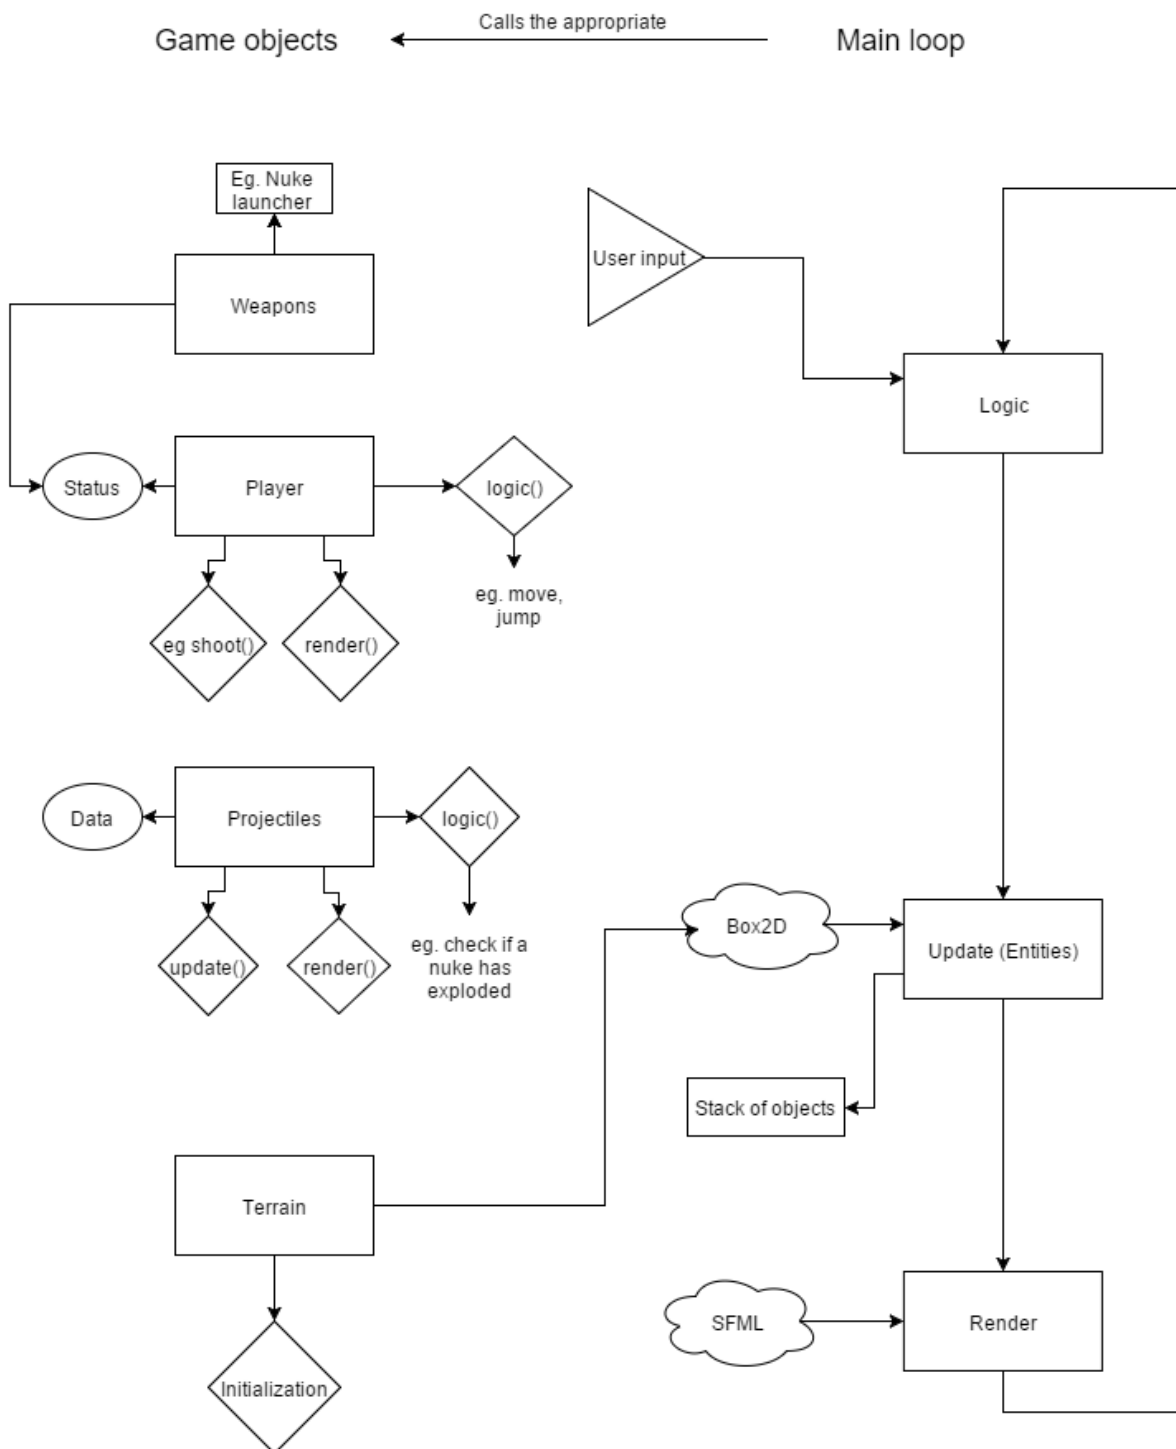 Calls the appropriate
Game objects
Main loop
Eg. Nuke
launcher
User input
Weapons
Logic
Status
Player
logic()
eg. move,
jump
eg shoot()
render()
Data
Projectiles
logic()
Box2D
Update (Entities)
eg. check if a
nuke has
exploded
update()
render()
Stack of objects
Terrain
SFML
Render
Initialization